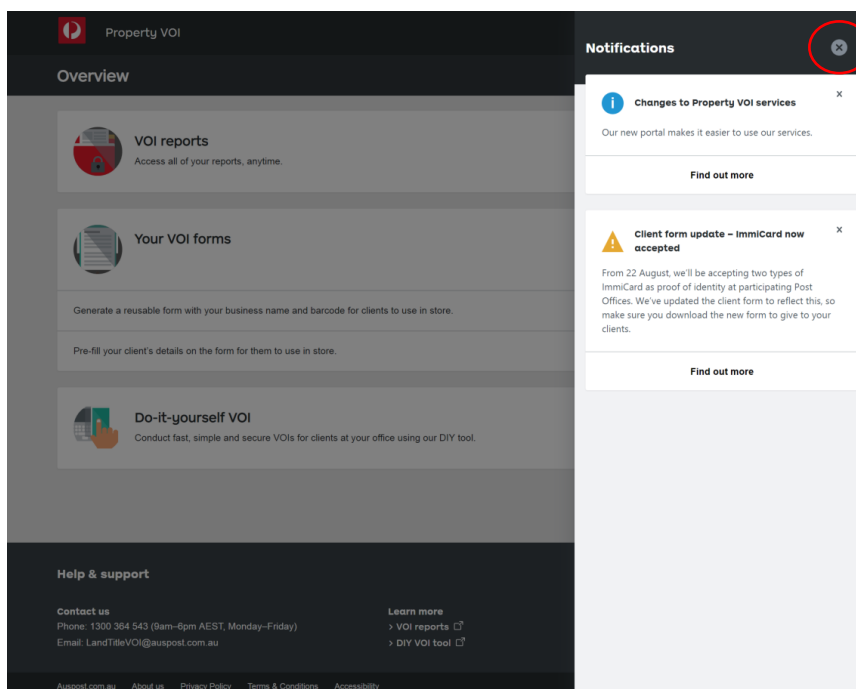 Property VOI
Overview
VOI reports
Access all of your reports, anytime.
Your VOI forms
Generate a reusable form with your business name and barcode for clients to use in store.
Pre-fill your client's details on the form for them to use in store.
Do-it-yourself VOI
Conduct fast, simple and secure VOIs for clients at your office using our DIY tool.
Help & support
Contact us
Phone: 1300 364 543 (9am–6pm AEST, Monday–Friday)
Email: LandTitleVOI@auspost.com.au
Learn more
> VOI reports
> DIY VOI tool
Auspost.com.au About us Privacy Policy Terms & Conditions Accessibility
Notifications
Changes to Property VOI services
x
Our new portal makes it easier to use our services.
Find out more
Client form update – ImmiCard now
accepted
x
From 22 August, we'll be accepting two types of
ImmiCard as proof of identity at participating Post
Offices. We've updated the client form to reflect this, so
make sure you download the new form to give to your
clients.
Find out more